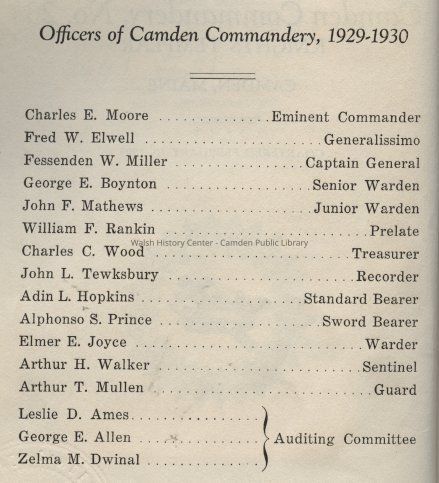 Officers of Camden Commandery, 1929-1930
Charles E. Moore ............. Eminent Commander
Fred W. Elwell ..................... Generalissimo
Fessenden W. Miller ................ Captain General
George E. Boynton ................. Senior Warden
John F. Mathews ................... Junior Warden
William F. Rankin ......................... Prelate
Walsh History Center - Camden Public Library
Charles C. Wood ......................... Treasurer
John L. Tewksbury ........................ Recorder
Adin L. Hopkins .................. Standard Bearer
Alphonso S. Prince .................. Sword Bearer
Elmer E. Joyce ............................ Warder
Arthur H. Walker ........................ Sentinel
Arthur T. Mullen .......................... Guard
Leslie D. Ames..............
George E. Allen .............. Auditing Committee
Zelma M. Dwinal ............